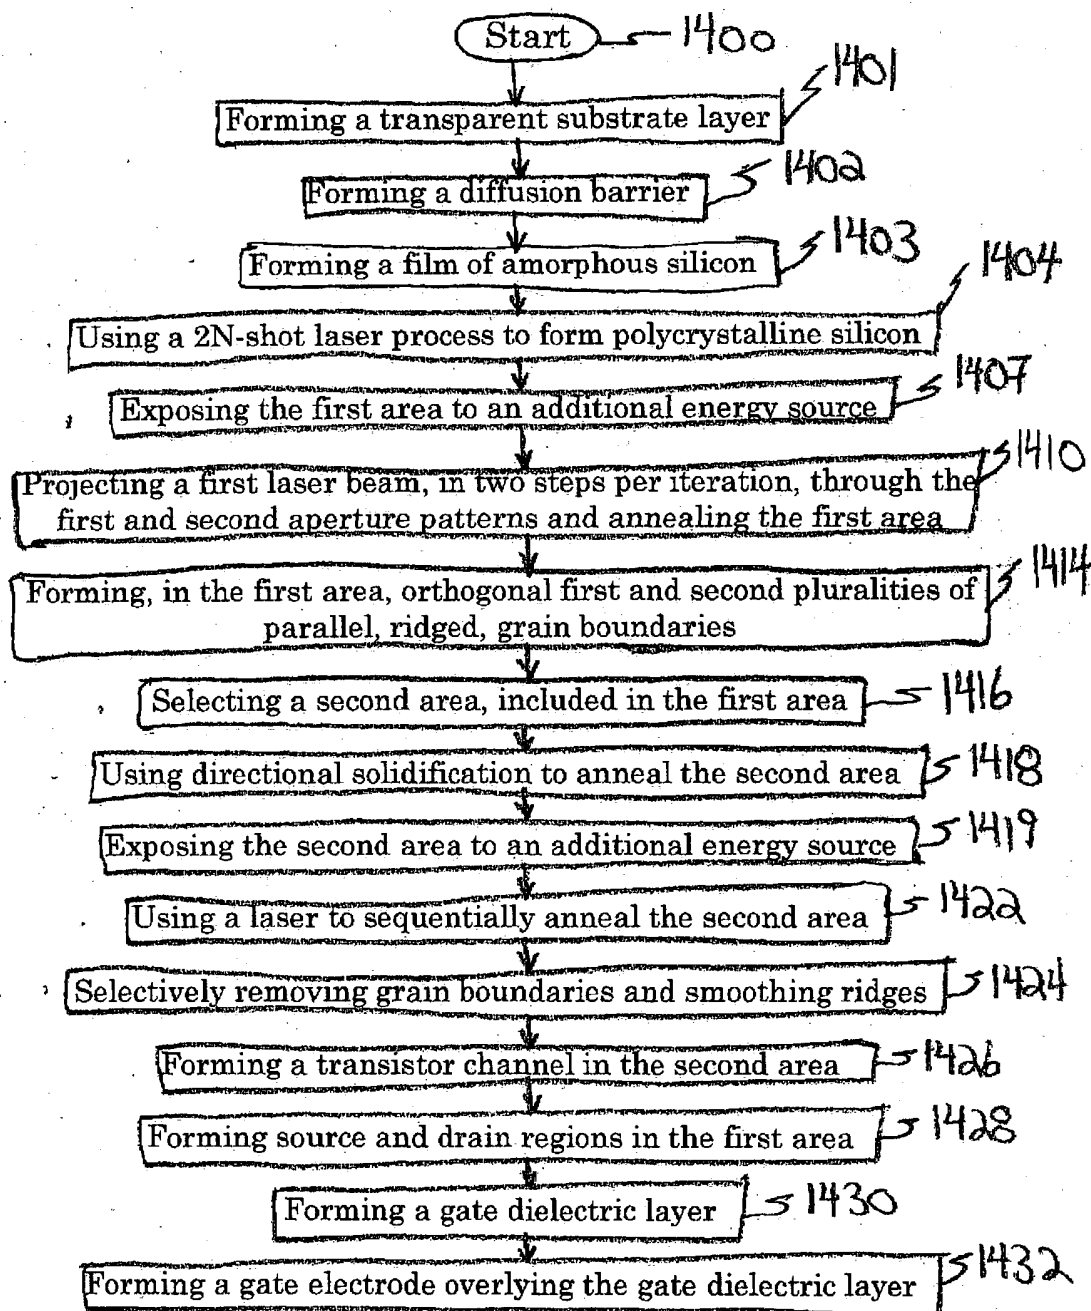 Start 1400
1401
Forming a transparent substrate layer
1402
Forming a diffusion barrier
1403
Forming a film of amorphous silicon
1404
Using a 2N-shot laser process to form polycrystalline silicon
1407
Exposing the first area to an additional energy source
1410
Projecting a first laser beam, in two steps per iteration, through the
first and second aperture patterns and annealing the first area
1414
Forming, in the first area, orthogonal first and second pluralities of
parallel, ridged, grain boundaries
Selecting a second area, included in the first area 1416
Using directional solidification to anneal the second area 1418
Exposing the second area to an additional energy source 1419
Using a laser to sequentially anneal the second area 1422
Selectively removing grain boundaries and smoothing ridges 1424
Forming a transistor channel in the second area 1426
Forming source and drain regions in the first area 1428
Forming a gate dielectric layer 1430
Forming a gate electrode overlying the gate dielectric layer 1432